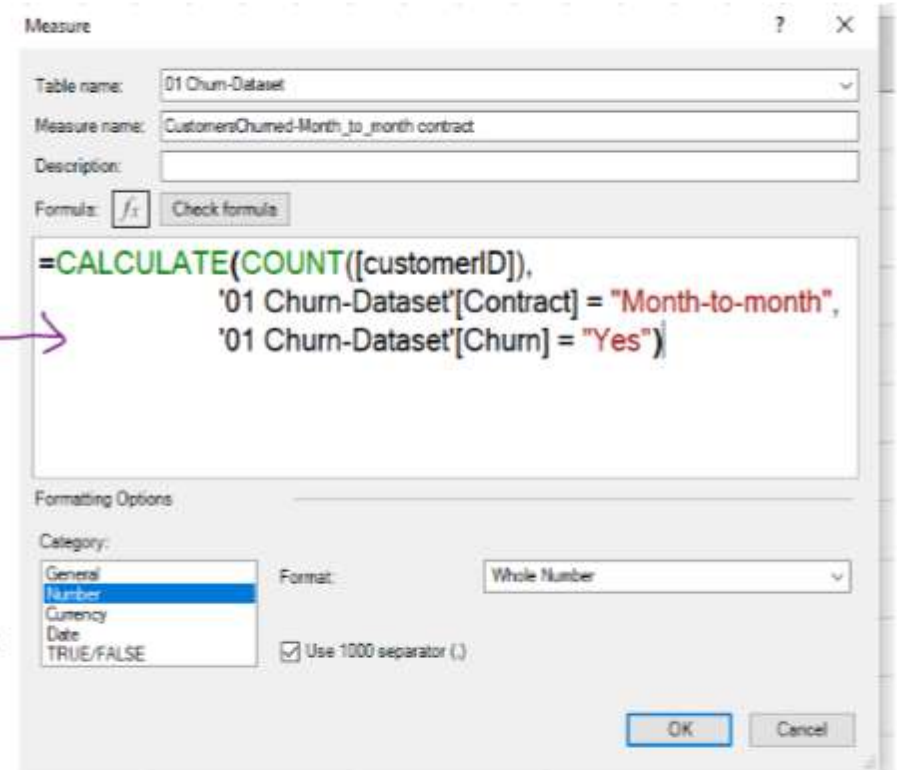 Measure
?
Table name: 01 Churn-Dataset
Measure name: CustomersChurned-Month_to_month contract
Description:
Formula: fx Check formula
=CALCULATE(COUNT([customerID]),
'01 Churn-Dataset'[Contract] = "Month-to-month",
'01 Churn-Dataset'[Churn] = "Yes")
Formatting Options
Category:
General
Number
Currency
Date
TRUE/FALSE
Format: Whole Number
Use 1000 separator (,)
OK Cancel